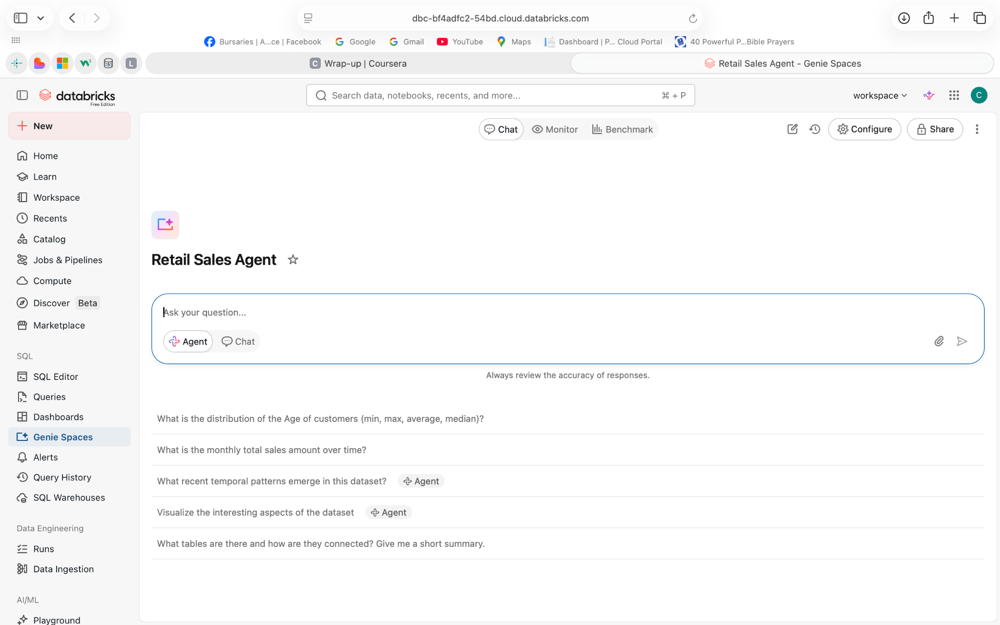 dbc-bf4adfc2-54bd.cloud.databricks.com
Bursaries | A...ce | Facebook
Google
Gmail
YouTube
Maps
Dashboard | P... Cloud Portal
40 Powerful P...Bible Prayers
L
C Wrap-up | Coursera
Retail Sales Agent - Genie Spaces
databricks
Free Edition
Search data, notebooks, recents, and more...
⌘ + P
workspace
C
New
Home
Learn
Workspace
Recents
Catalog
Jobs & Pipelines
Compute
Discover Beta
Marketplace
SQL
SQL Editor
Queries
Dashboards
Genie Spaces
Alerts
Query History
SQL Warehouses
Data Engineering
Runs
Data Ingestion
AI/ML
Playground
Chat
Monitor
Benchmark
Configure
Share
Retail Sales Agent
Ask your question...
Agent
Chat
Always review the accuracy of responses.
What is the distribution of the Age of customers (min, max, average, median)?
What is the monthly total sales amount over time?
What recent temporal patterns emerge in this dataset? Agent
Visualize the interesting aspects of the dataset Agent
What tables are there and how are they connected? Give me a short summary.